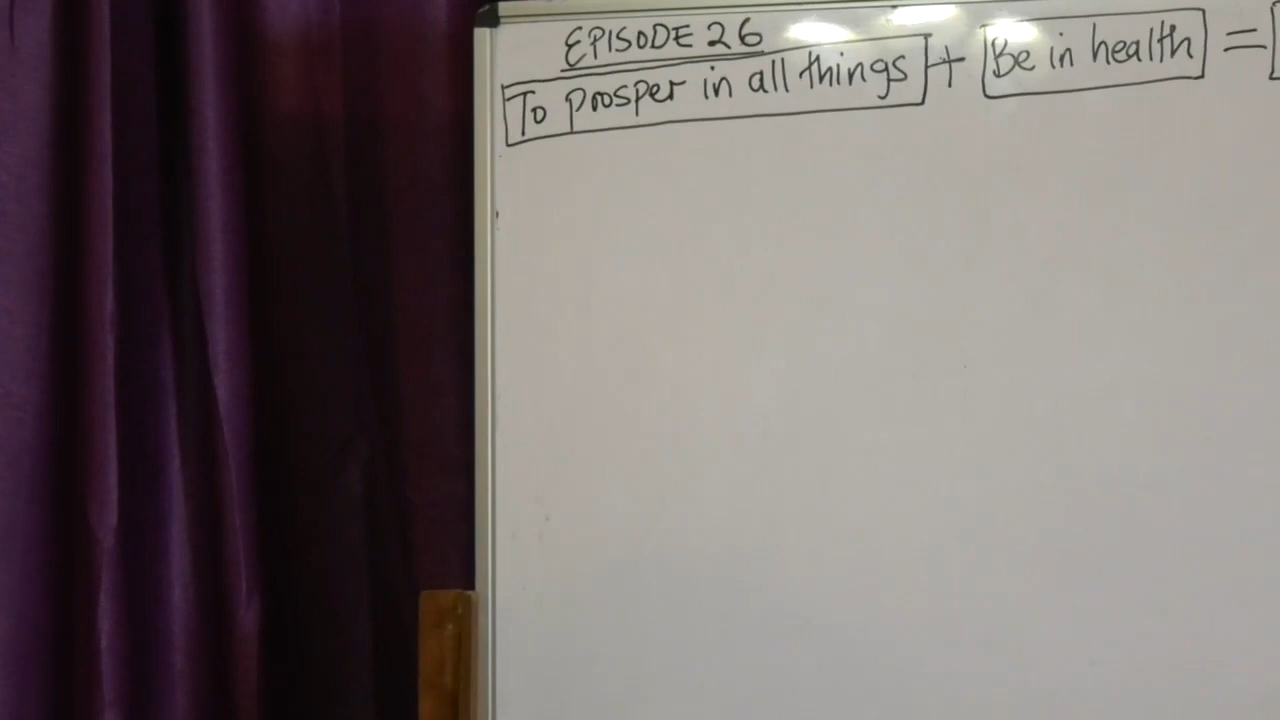 EPISODE 26
To prosper in all things + Be in health =